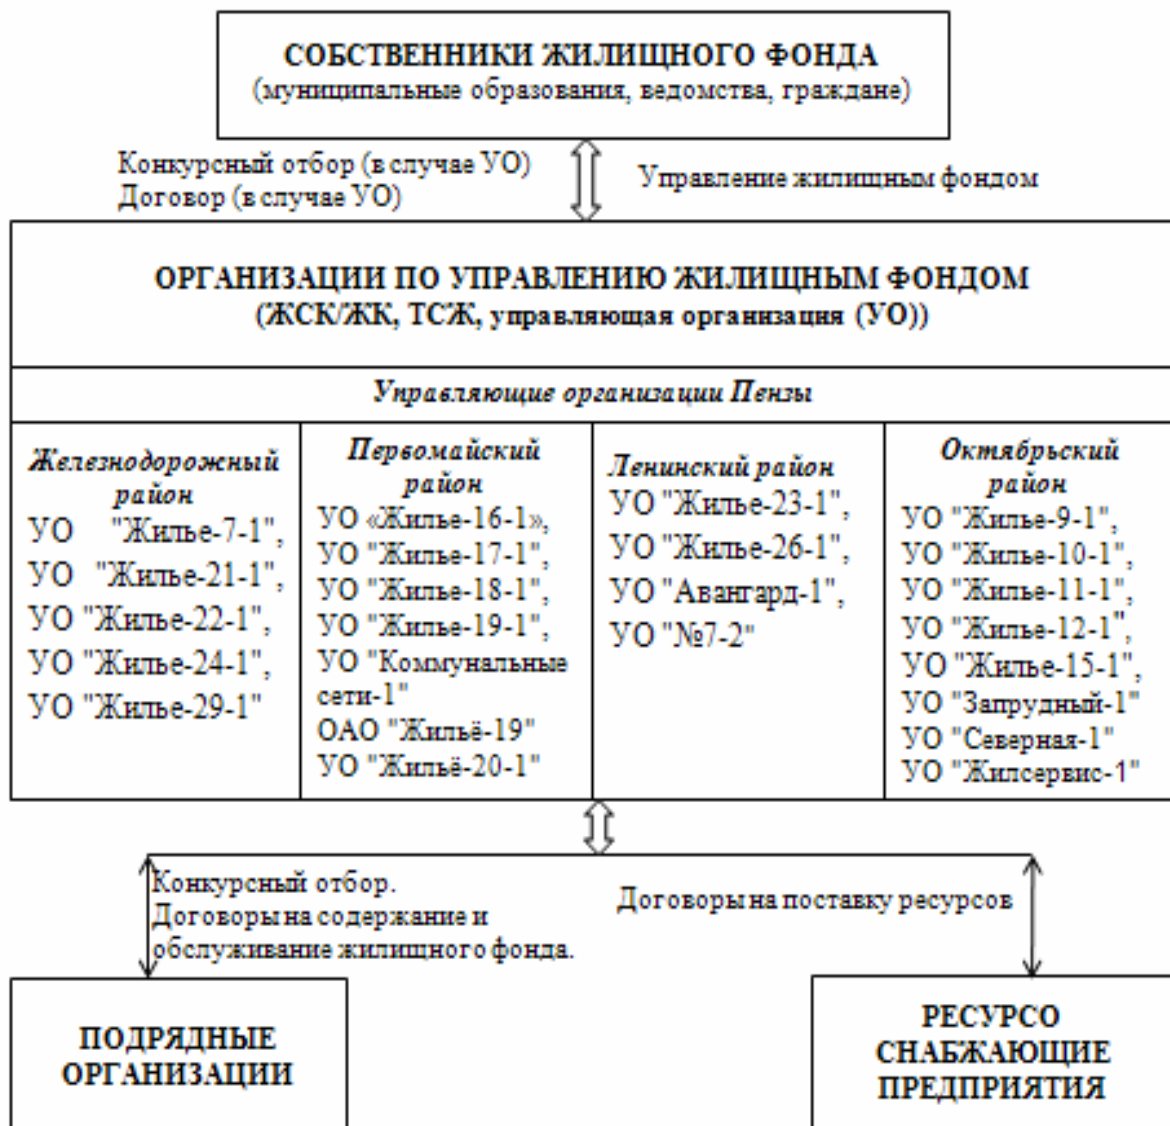 СОБСТВЕННИКИ ЖИЛИЩНОГО ФОНДА
(муниципальные образования, ведомства, граждане)
Конкурсный отбор (в случае УО)
Договор (в случае УО)
Управление жилищным фондом
ОРГАНИЗАЦИИ ПО УПРАВЛЕНИЮ ЖИЛИЩНЫМ ФОНДОМ
(ЖСК/ЖК, ТСЖ, управляющая организация (УО))
Управляющие организации Пензы
Железнодорожный
район
УО "Жилье-7-1",
УО "Жилье-21-1",
УО "Жилье-22-1",
УО "Жилье-24-1",
УО "Жилье-29-1"
Первомайский
район
УО «Жилье-16-1»,
УО "Жилье-17-1",
УО "Жилье-18-1",
УО "Жилье-19-1",
УО "Коммунальные
сети-1"
ОАО "Жильё-19"
УО "Жильё-20-1"
Ленинский район
УО "Жилье-23-1",
УО "Жилье-26-1",
УО "Авангард-1",
УО "№7-2"
Октябрьский
район
УО "Жилье-9-1",
УО "Жилье-10-1",
УО "Жилье-11-1",
УО "Жилье-12-1",
УО "Жилье-15-1",
УО "Запрудный-1"
УО "Северная-1"
УО "Жилсервис-1"
Конкурсный отбор.
Договоры на содержание и
обслуживание жилищного фонда.
Договоры на поставку ресурсов
ПОДРЯДНЫЕ
ОРГАНИЗАЦИИ
РЕСУРСО
СНАБЖАЮЩИЕ
ПРЕДПРИЯТИЯ